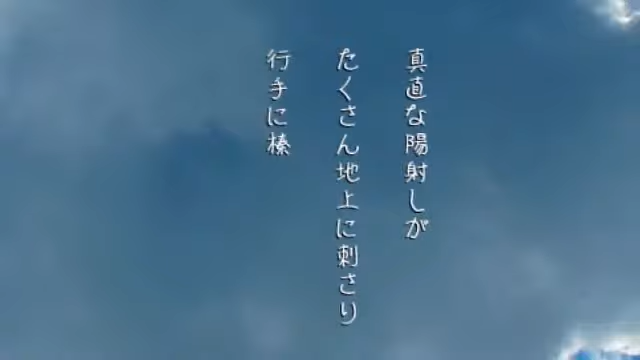 真直な陽射しが
たくさん地上に刺さり
行手に榛